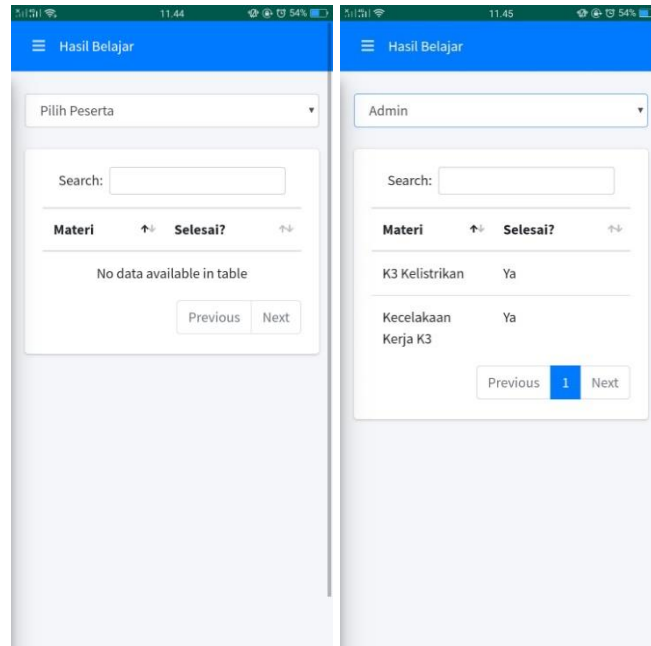 11.44
54%
Hasil Belajar
Pilih Peserta
Search:
Materi Selesai?
No data available in table
Previous Next
11.45
54%
Hasil Belajar
Admin
Search:
Materi Selesai?
K3 Kelistrikan Ya
Kecelakaan Ya
Kerja K3
Previous 1 Next